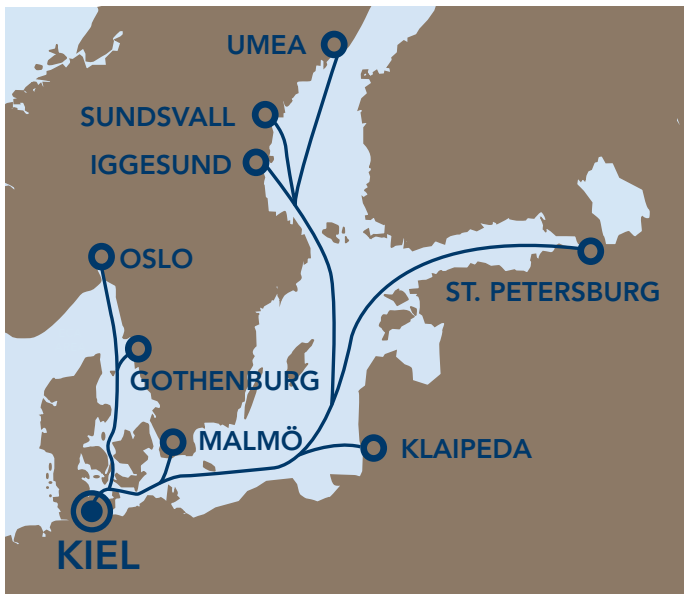 UMEA
SUNDSVALL
IGGESUND
OSLO
ST. PETERSBURG
GOTHENBURG
MALMÖ
KLAIPEDA
KIEL